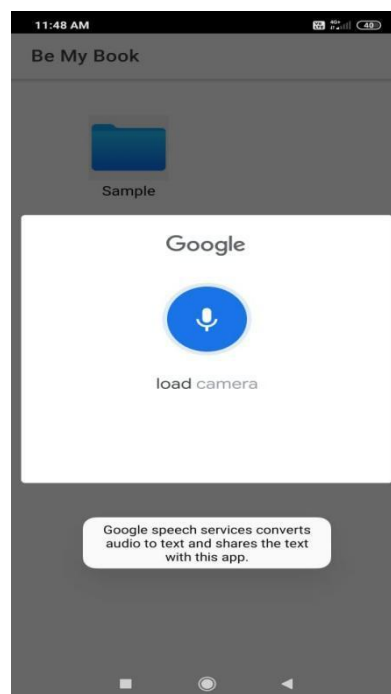 11:48 AM
40
Be My Book
Sample
Google
load camera
Google speech services converts
audio to text and shares the text
with this app.